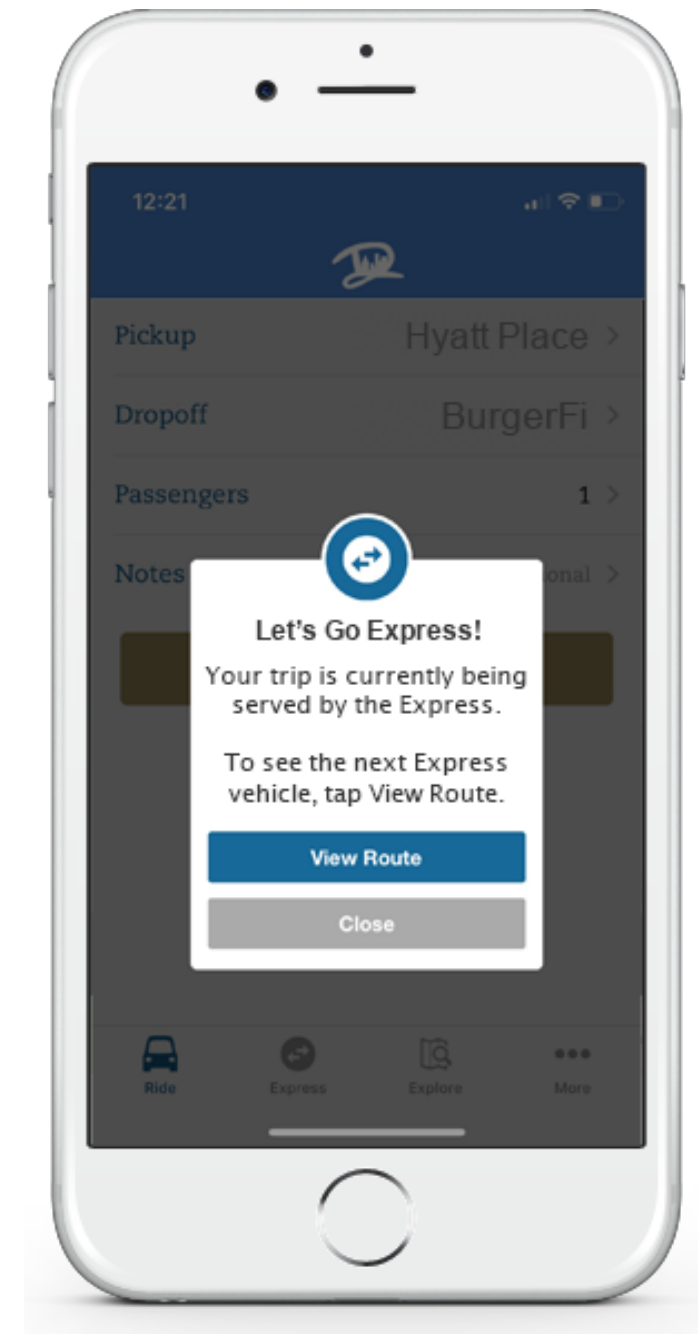 12:21
Pickup Hyatt Place >
Dropoff BurgerFi >
Passengers 1 >
Notes onal >
Let's Go Express!
Your trip is currently being
served by the Express.
To see the next Express
vehicle, tap View Route.
View Route
Close
Ride Express Explore More